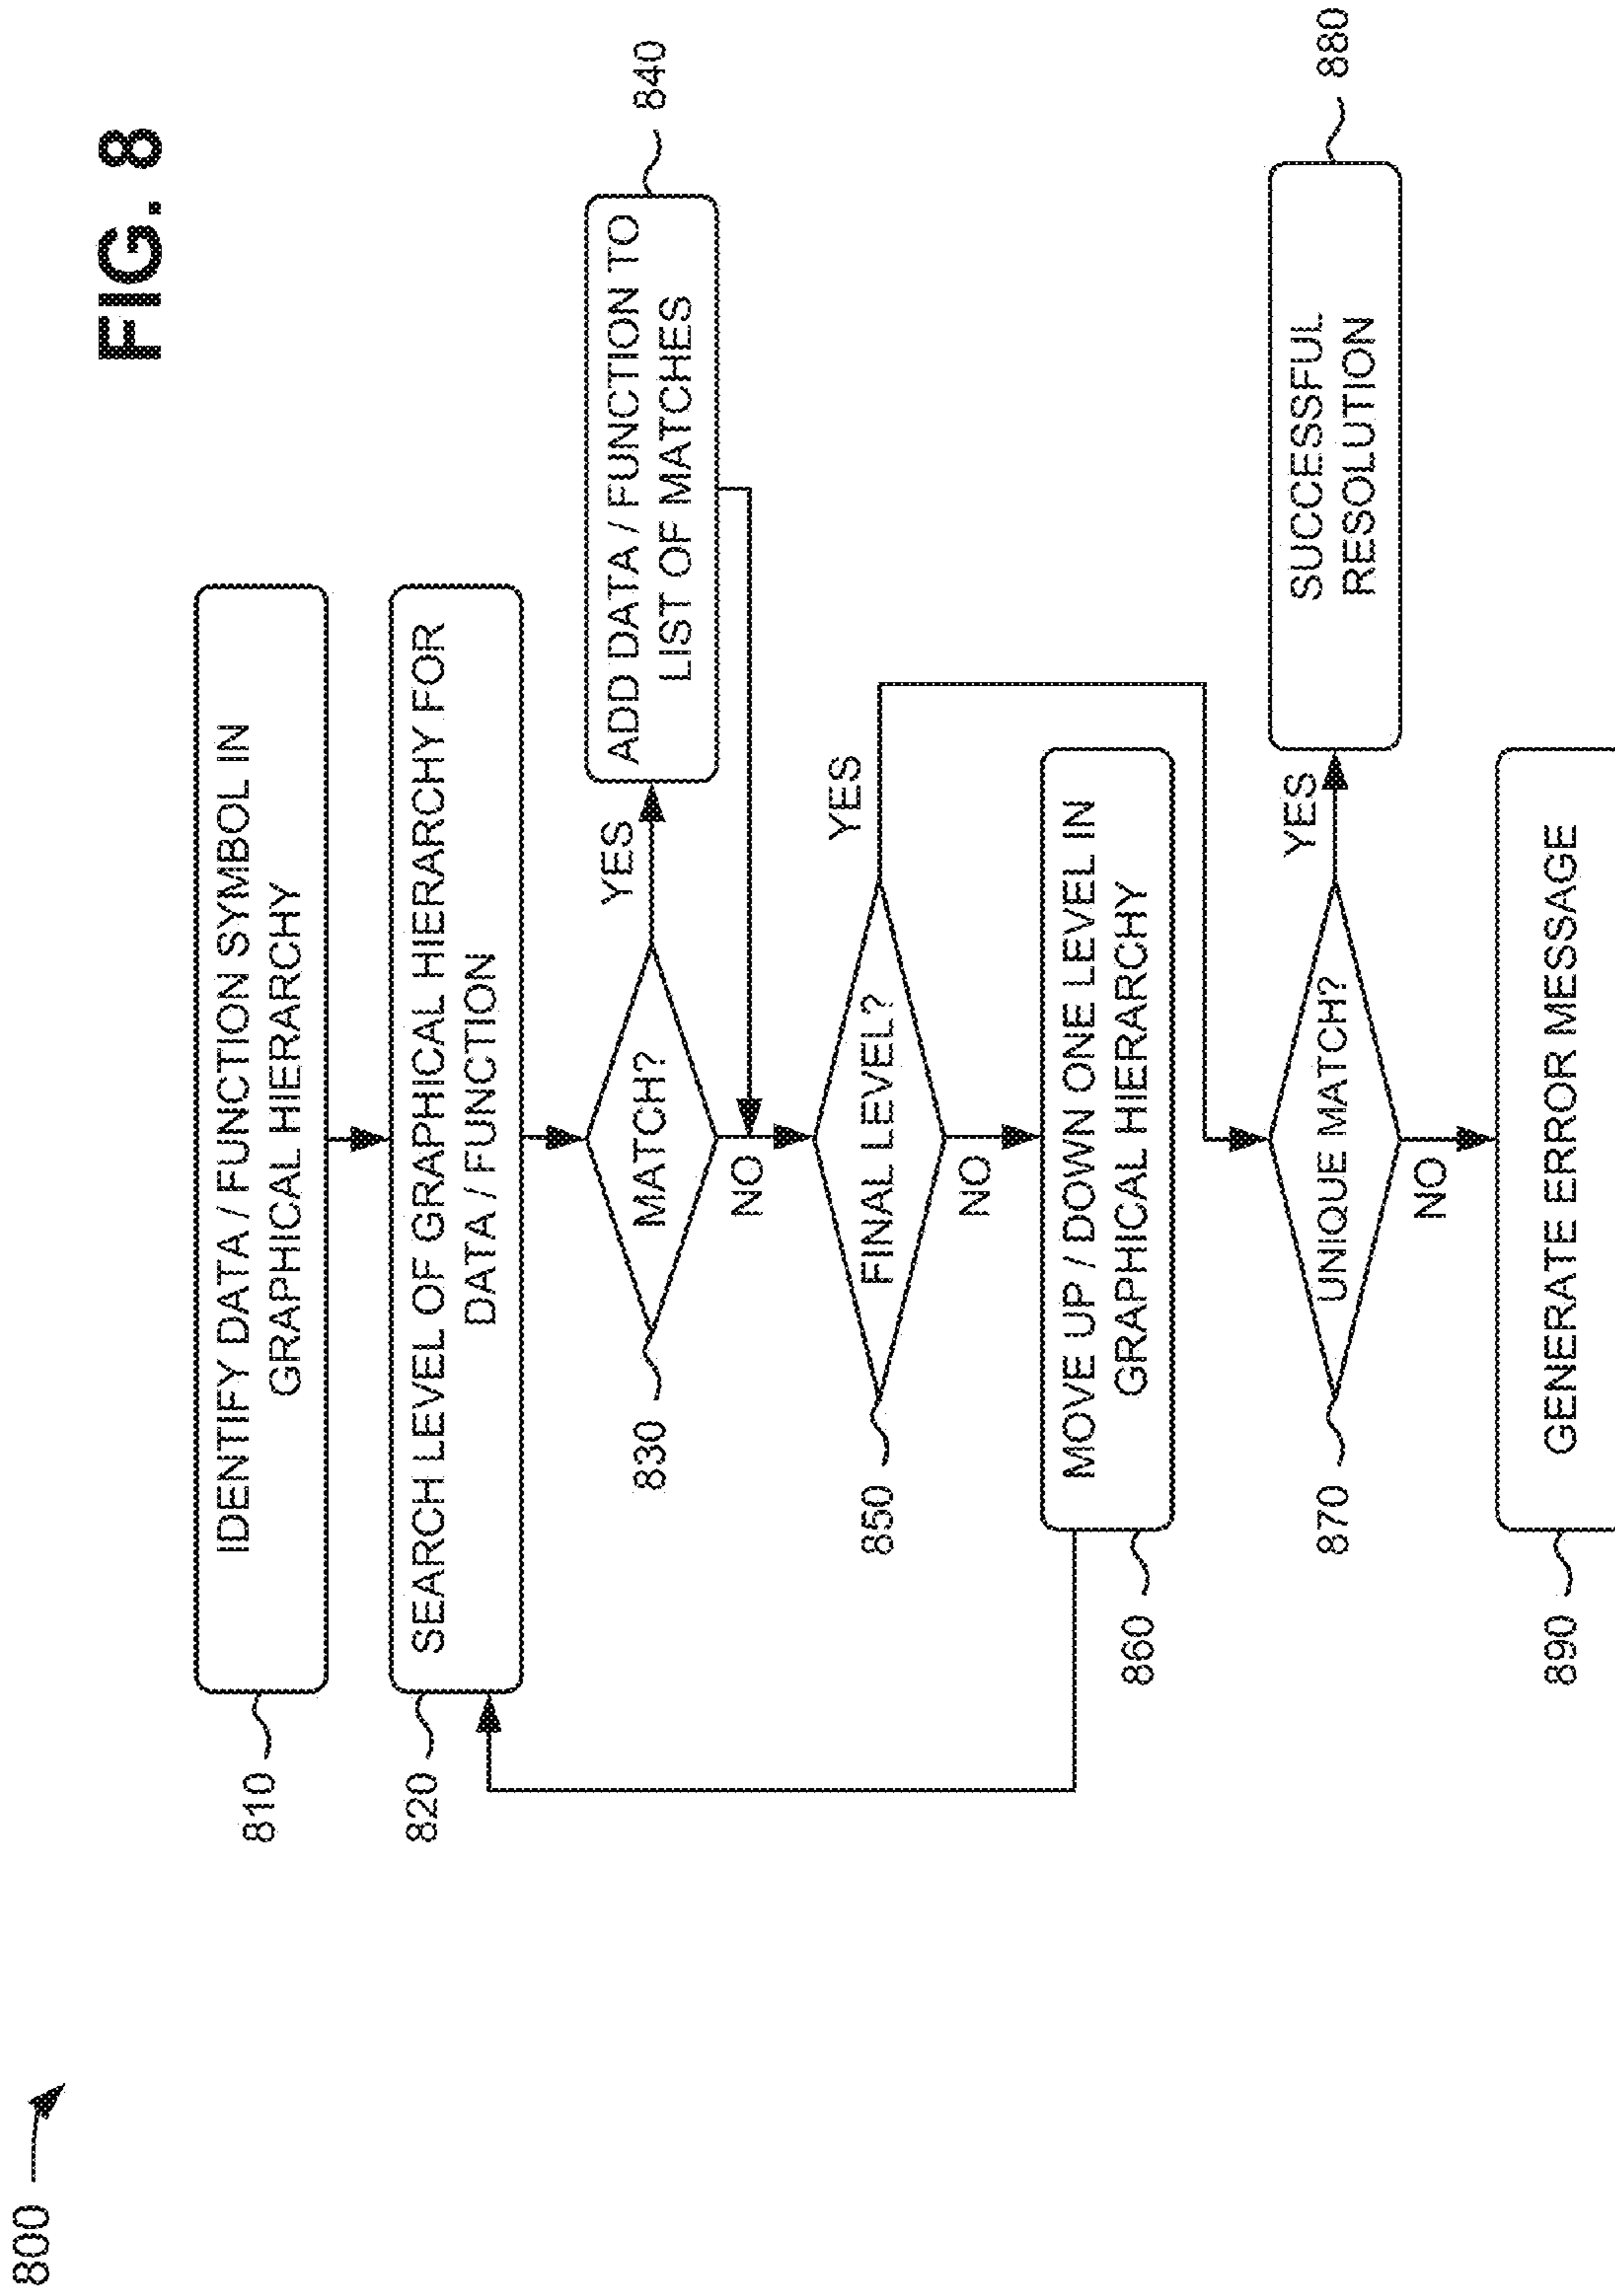 FIG. 8
800
810
IDENTIFY DATA / FUNCTION SYMBOL IN
GRAPHICAL HIERARCHY
820
SEARCH LEVEL OF GRAPHICAL HIERARCHY FOR
DATA / FUNCTION
830
MATCH?
YES
ADD DATA / FUNCTION TO
LIST OF MATCHES
840
NO
850
FINAL LEVEL?
YES
NO
860
MOVE UP / DOWN ONE LEVEL IN
GRAPHICAL HIERARCHY
870
UNIQUE MATCH?
YES
SUCCESSFUL
RESOLUTION
880
NO
890
GENERATE ERROR MESSAGE